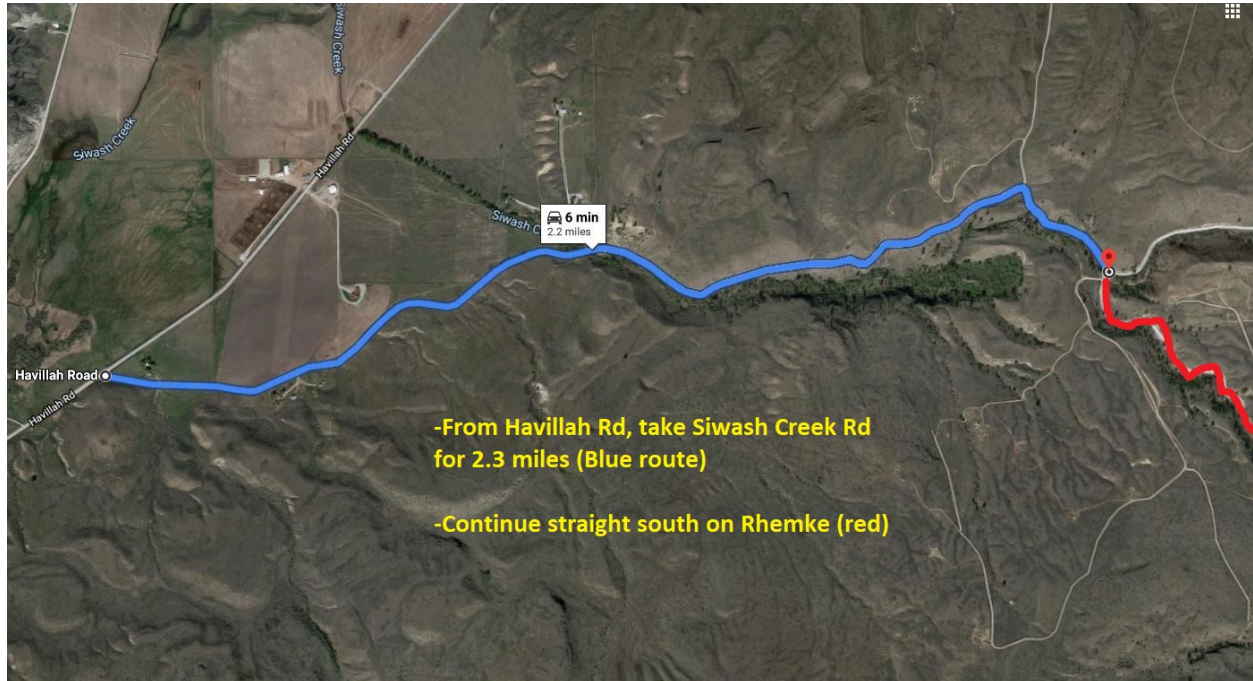 Siwash Creek
Siwash Creek
Havillah Rd
Siwash C
6 min
2.2 miles
Havillah Road
Havillah Rd
-From Havillah Rd, take Siwash Creek Rd
for 2.3 miles (Blue route)
-Continue straight south on Rhemke (red)